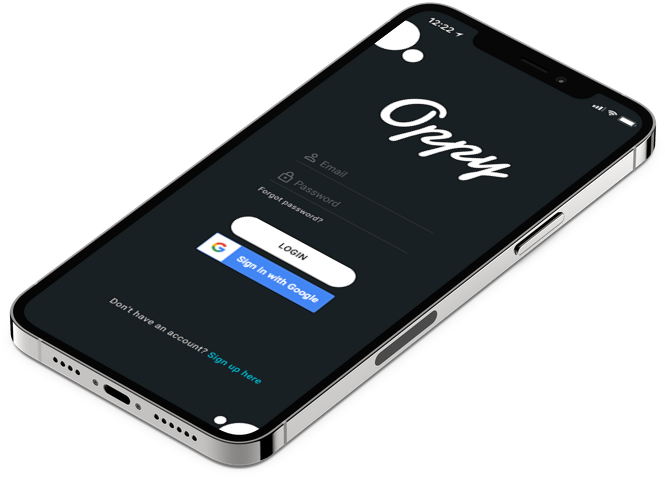 12:22
Oppy
Email
Password
Forgot password?
LOGIN
Sign in with Google
Don't have an account? Sign up here